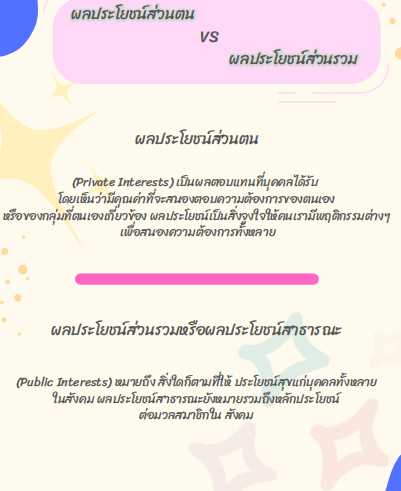 ผลประโยชน์ส่วนตน
VS
ผลประโยชน์ส่วนรวม
ผลประโยชน์ส่วนตน
(Private Interests) เป็นผลตอบแทนที่บุคคลได้รับ
โดยเห็นว่ามีคุณค่าที่จะสนองตอบความต้องการของตนเอง
หรือของกลุ่มที่ตนเองเกี่ยวข้อง ผลประโยชน์เป็นสิ่งจูงใจให้คนเรามีพฤติกรรมต่างๆ
เพื่อสนองความต้องการทั้งหลาย
ผลประโยชน์ส่วนรวมหรือผลประโยชน์สาธารณะ
(Public Interests) หมายถึง สิ่งใดก็ตามที่ให้ ประโยชน์สุขแก่บุคคลทั้งหลาย
ในสังคม ผลประโยชน์สาธารณะยังหมายรวมถึงหลักประโยชน์
ต่อมวลสมาชิกใน สังคม